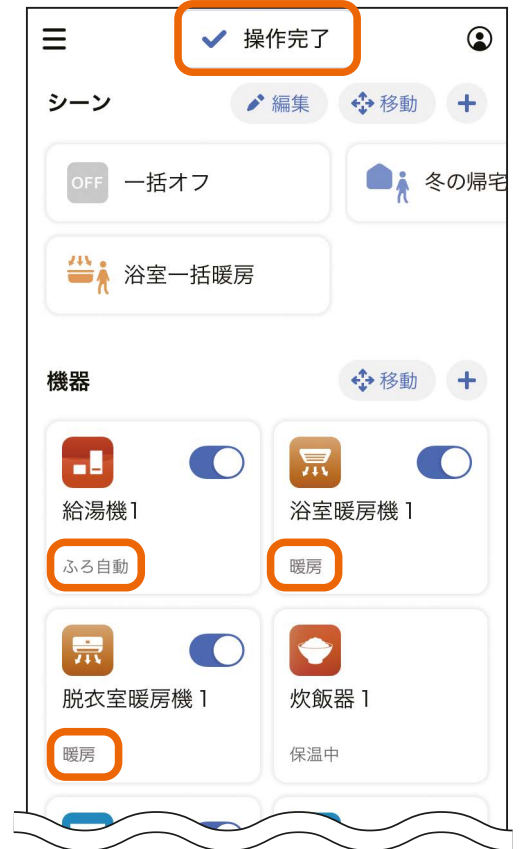 操作完了
シーン
編集
移動
OFF 一括オフ
冬の帰宅
浴室一括暖房
機器
移動
給湯機1
ふろ自動
浴室暖房機 1
暖房
脱衣室暖房機 1
暖房
炊飯器 1
保温中